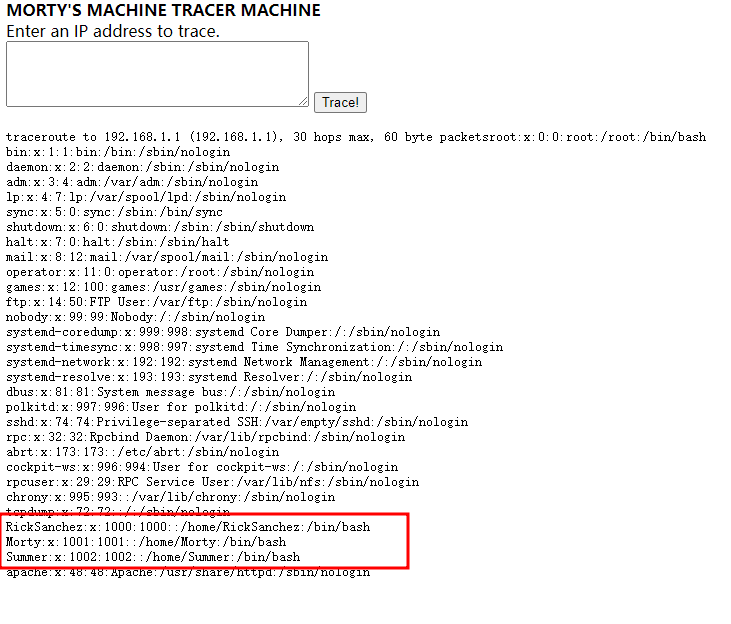 MORTY'S MACHINE TRACER MACHINE
Enter an IP address to trace.
Trace!
traceroute to 192.168.1.1 (192.168.1.1), 30 hops max, 60 byte packetsroot:x:0:0:root:/root:/bin/bash
bin:x:1:1:bin:/bin:/sbin/nologin
daemon:x:2:2:daemon:/sbin:/sbin/nologin
adm:x:3:4:adm:/var/adm:/sbin/nologin
lp:x:4:7:lp:/var/spool/lpd:/sbin/nologin
sync:x:5:0:sync:/sbin:/bin/sync
shutdown:x:6:0:shutdown:/sbin:/sbin/shutdown
halt:x:7:0:halt:/sbin:/sbin/halt
mail:x:8:12:mail:/var/spool/mail:/sbin/nologin
operator:x:11:0:operator:/root:/sbin/nologin
games:x:12:100:games:/usr/games:/sbin/nologin
ftp:x:14:50:FTP User:/var/ftp:/sbin/nologin
nobody:x:99:99:Nobody:/:/sbin/nologin
systemd-coredump:x:999:998:systemd Core Dumper:/:/sbin/nologin
systemd-timesync:x:998:997:systemd Time Synchronization:/:/sbin/nologin
systemd-network:x:192:192:systemd Network Management:/:/sbin/nologin
systemd-resolve:x:193:193:systemd Resolver:/:/sbin/nologin
dbus:x:81:81:System message bus:/:/sbin/nologin
polkitd:x:997:996:User for polkitd:/:/sbin/nologin
sshd:x:74:74:Privilege-separated SSH:/var/empty/sshd:/sbin/nologin
rpc:x:32:32:Rpcbind Daemon:/var/lib/rpcbind:/sbin/nologin
abrt:x:173:173::/etc/abrt:/sbin/nologin
cockpit-ws:x:996:994:User for cockpit-ws:/:/sbin/nologin
rpcuser:x:29:29:RPC Service User:/var/lib/nfs:/sbin/nologin
chrony:x:995:993::/var/lib/chrony:/sbin/nologin
tcpdump:x:72:72::/:/sbin/nologin
RickSanchez:x:1000:1000::/home/RickSanchez:/bin/bash
Morty:x:1001:1001::/home/Morty:/bin/bash
Summer:x:1002:1002::/home/Summer:/bin/bash
apache:x:48:48:Apache:/usr/share/httpd:/sbin/nologin